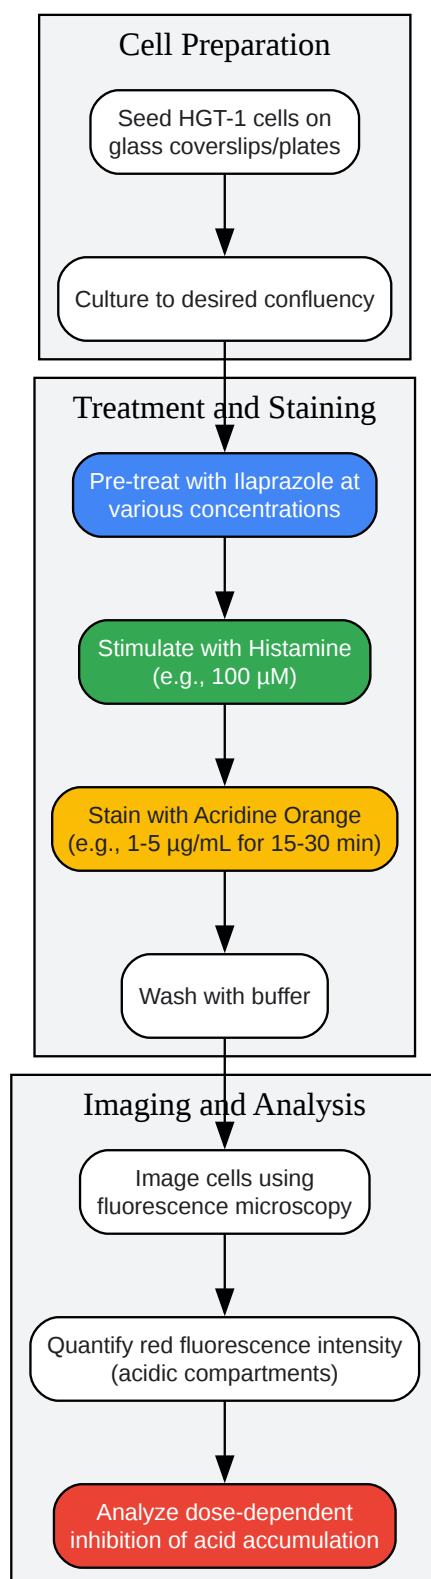 Cell Preparation
Seed HGT-1 cells on
glass coverslips/plates
Culture to desired confluency
Treatment and Staining
Pre-treat with Ilaprazole at
various concentrations
Stimulate with Histamine
(e.g., 100 µM)
Stain with Acridine Orange
(e.g., 1-5 µg/mL for 15-30 min)
Wash with buffer
Imaging and Analysis
Image cells using
fluorescence microscopy
Quantify red fluorescence intensity
(acidic compartments)
Analyze dose-dependent
inhibition of acid accumulation